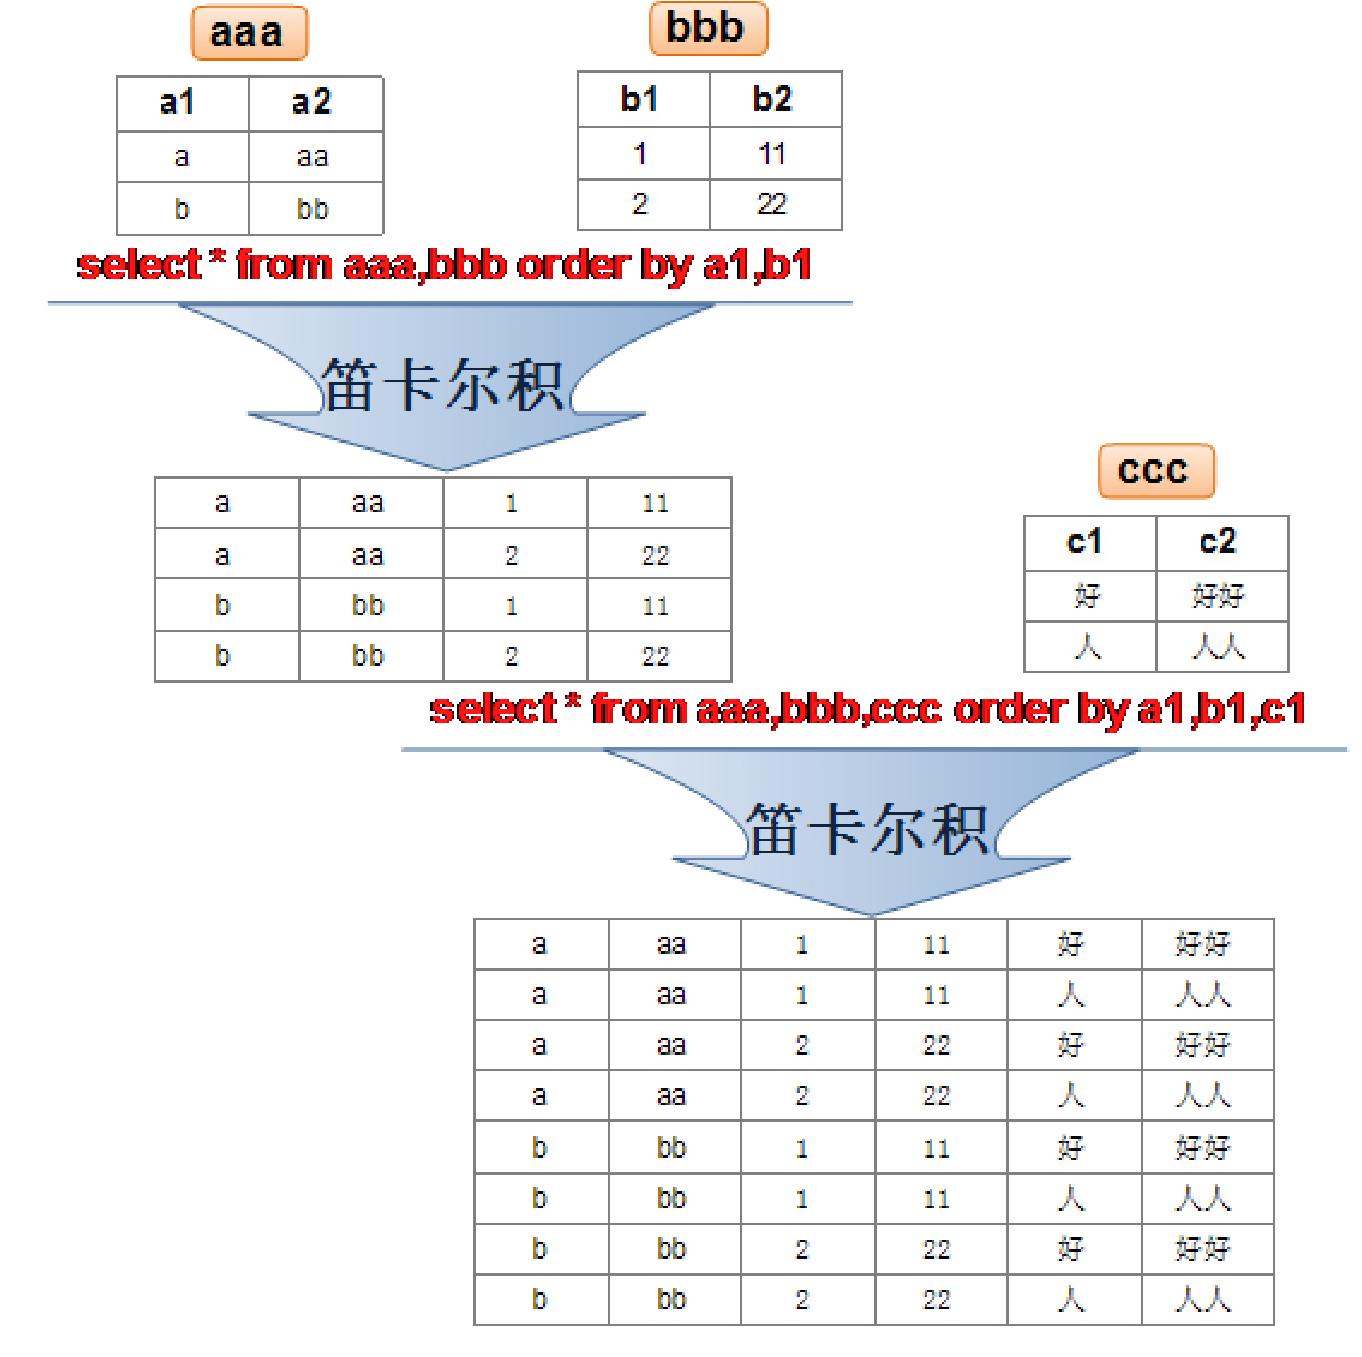 aaa bbb
a1 a2 b1 b2
a aa 1 11
b bb 2 22
select * from aaa,bbb order by a1,b1
笛卡尔积
a aa 1 11
a aa 2 22
b bb 1 11
b bb 2 22
ccc
c1 c2
好 好好
人 人人
select * from aaa,bbb,ccc order by a1,b1,c1
笛卡尔积
a aa 1 11 好 好好
a aa 1 11 人 人人
a aa 2 22 好 好好
a aa 2 22 人 人人
b bb 1 11 好 好好
b bb 1 11 人 人人
b bb 2 22 好 好好
b bb 2 22 人 人人